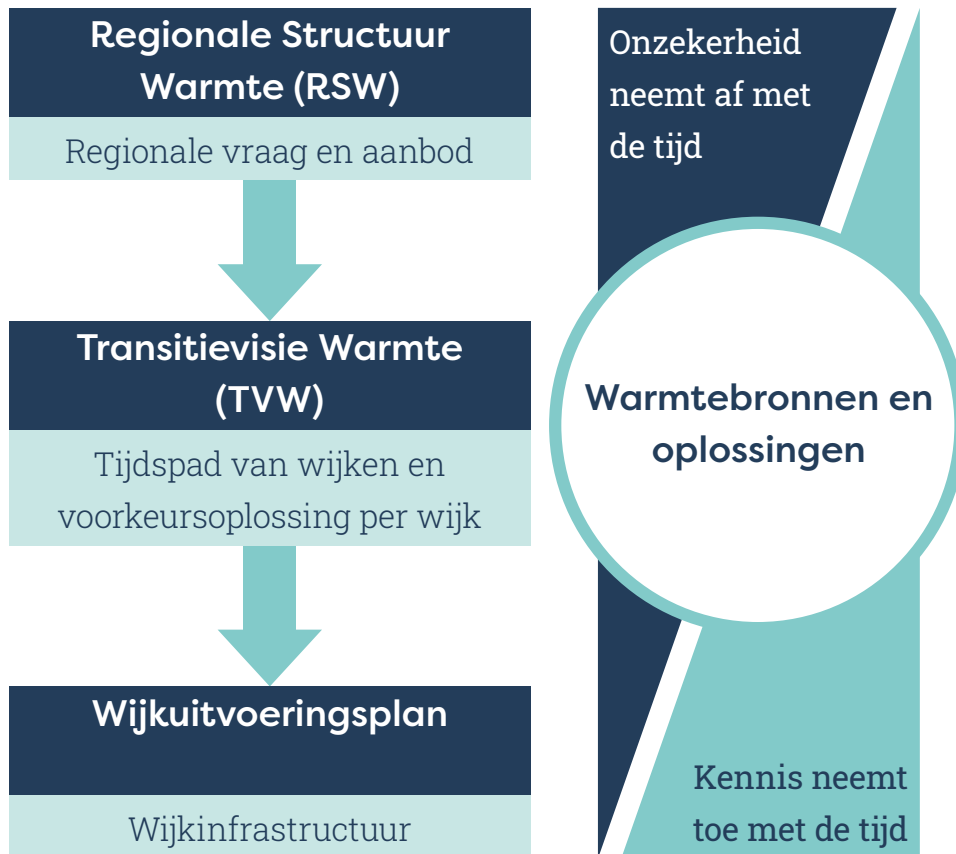 Regionale Structuur
Warmte (RSW)
Regionale vraag en aanbod
Transitievisie Warmte
(TVW)
Tijdspad van wijken en
voorkeursoplossing per wijk
Wijkuitvoeringsplan
Wijkinfrastructuur
Onzekerheid
neemt af met
de tijd
Warmtebronnen en
oplossingen
Kennis neemt
toe met de tijd